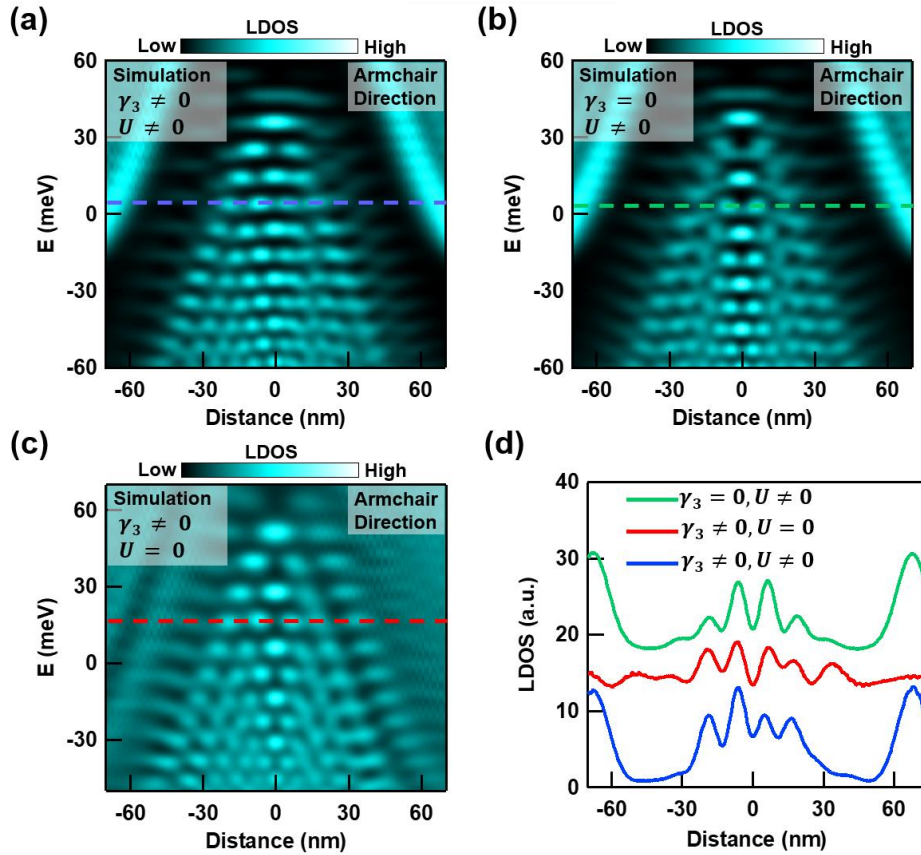 (a)
LDOS
Low High
Simulation
γ₃ ≠ 0
U ≠ 0
Armchair
Direction
E (meV)
60
30
0
-30
-60
-60 -30 0 30 60
Distance (nm)
(b)
LDOS
Low High
Simulation
γ₃ = 0
U ≠ 0
Armchair
Direction
E (meV)
60
30
0
-30
-60
-60 -30 0 30 60
Distance (nm)
(c)
LDOS
Low High
Simulation
γ₃ ≠ 0
U = 0
Armchair
Direction
E (meV)
60
30
0
-30
-60 -30 0 30 60
Distance (nm)
(d)
γ₃ = 0, U ≠ 0
γ₃ ≠ 0, U = 0
γ₃ ≠ 0, U ≠ 0
LDOS (a.u.)
40
30
20
10
0
-60 -30 0 30 60
Distance (nm)